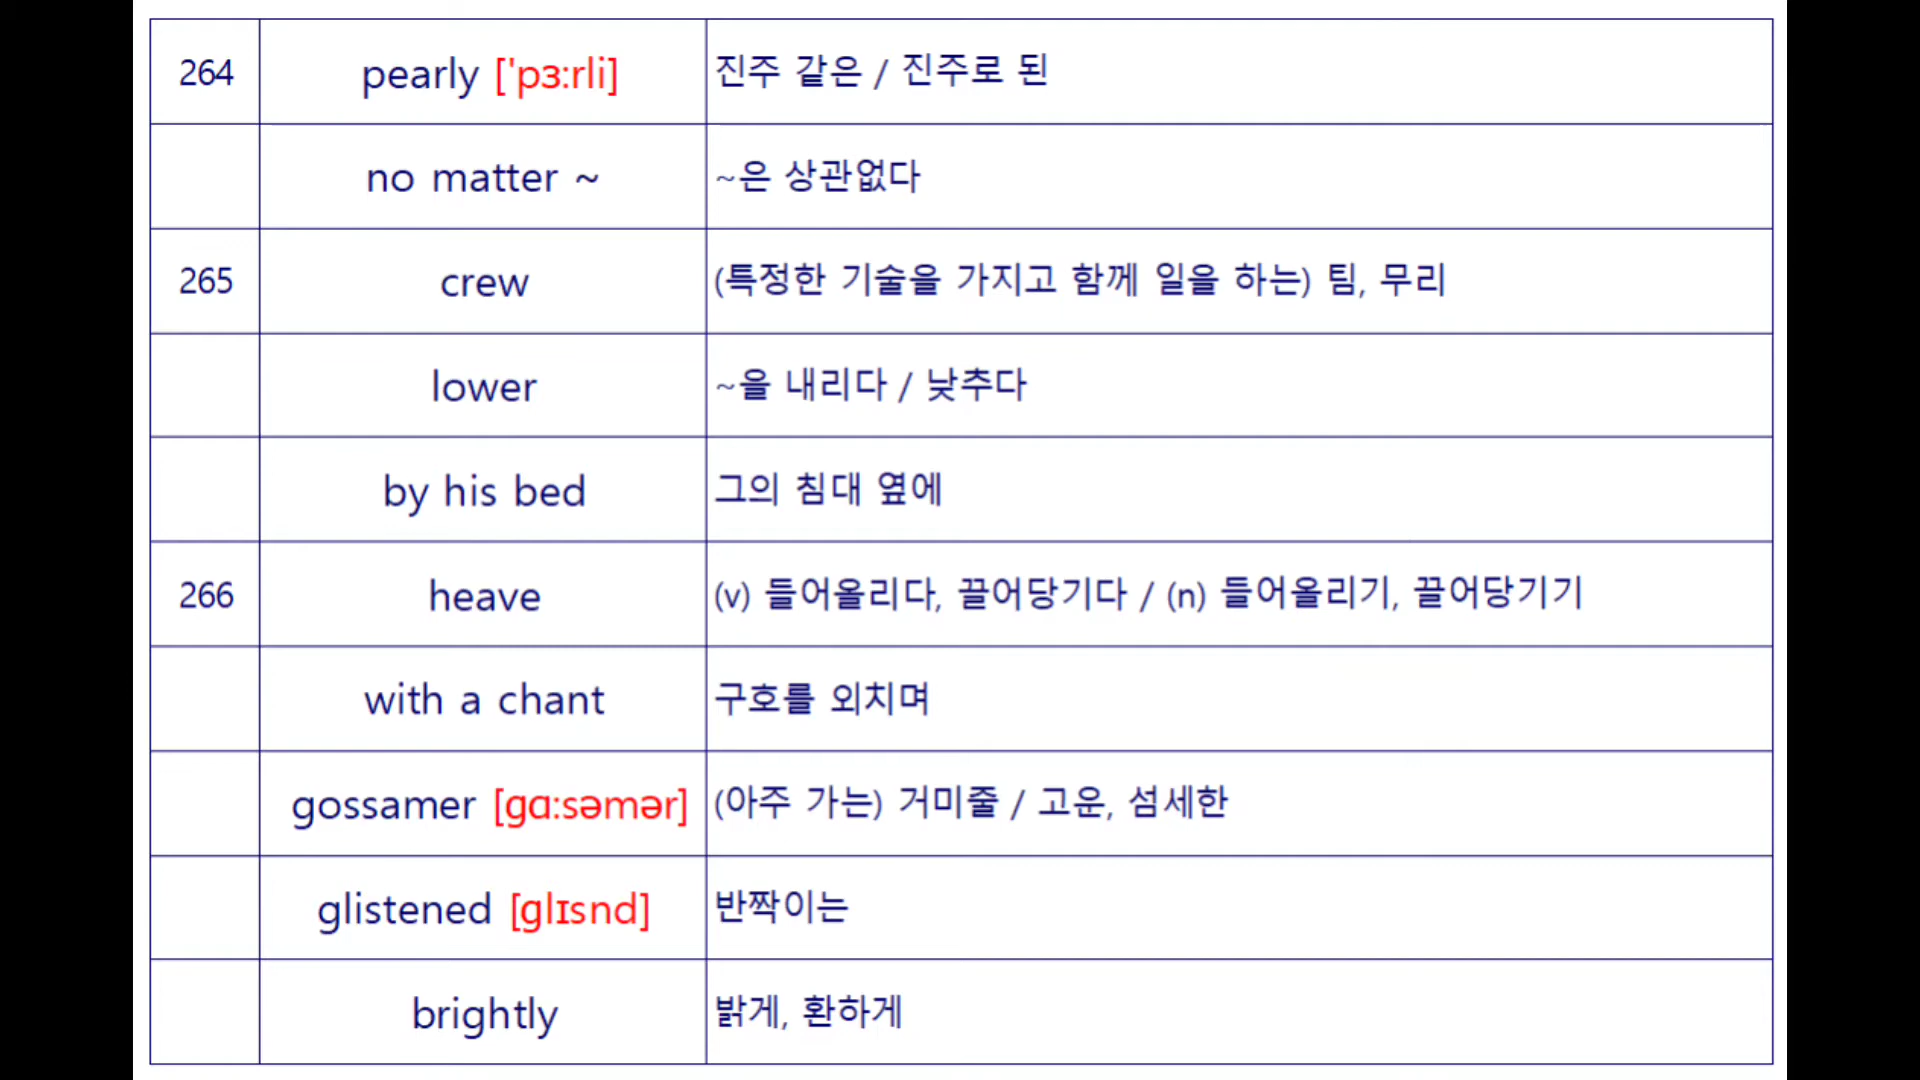 264 pearly ['pɜ:rli] 진주 같은 / 진주로 된
no matter ~ ~은 상관없다
265 crew (특정한 기술을 가지고 함께 일을 하는) 팀, 무리
lower ~을 내리다 / 낮추다
by his bed 그의 침대 옆에
266 heave (v) 들어올리다, 끌어당기다 / (n) 들어올리기, 끌어당기기
with a chant 구호를 외치며
gossamer [gɑ:səmər] (아주 가는) 거미줄 / 고운, 섬세한
glistened [glɪsnd] 반짝이는
brightly 밝게, 환하게